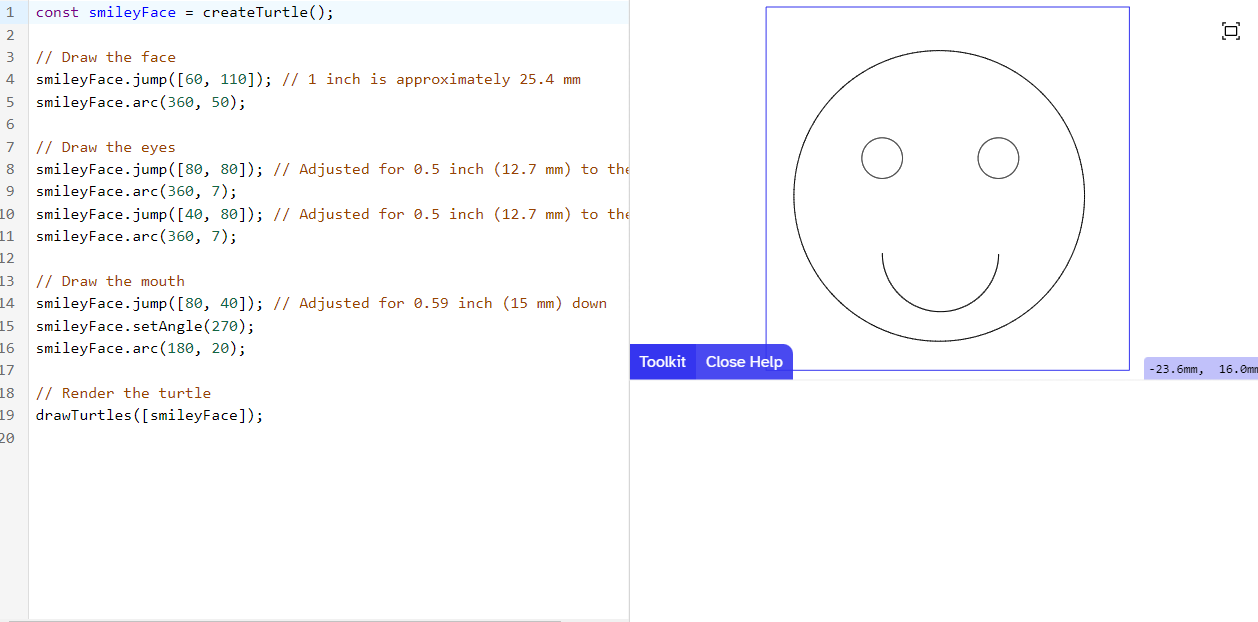 1 const smileyFace = createTurtle();
2
3 // Draw the face
4 smileyFace.jump([60, 110]); // 1 inch is approximately 25.4 mm
5 smileyFace.arc(360, 50);
6
7 // Draw the eyes
8 smileyFace.jump([80, 80]); // Adjusted for 0.5 inch (12.7 mm) to the
9 smileyFace.arc(360, 7);
10 smileyFace.jump([40, 80]); // Adjusted for 0.5 inch (12.7 mm) to the
11 smileyFace.arc(360, 7);
12
13 // Draw the mouth
14 smileyFace.jump([80, 40]); // Adjusted for 0.59 inch (15 mm) down
15 smileyFace.setAngle(270);
16 smileyFace.arc(180, 20);
17
18 // Render the turtle
19 drawTurtles([smileyFace]);
20
Toolkit Close Help
-23.6mm, 16.0mm